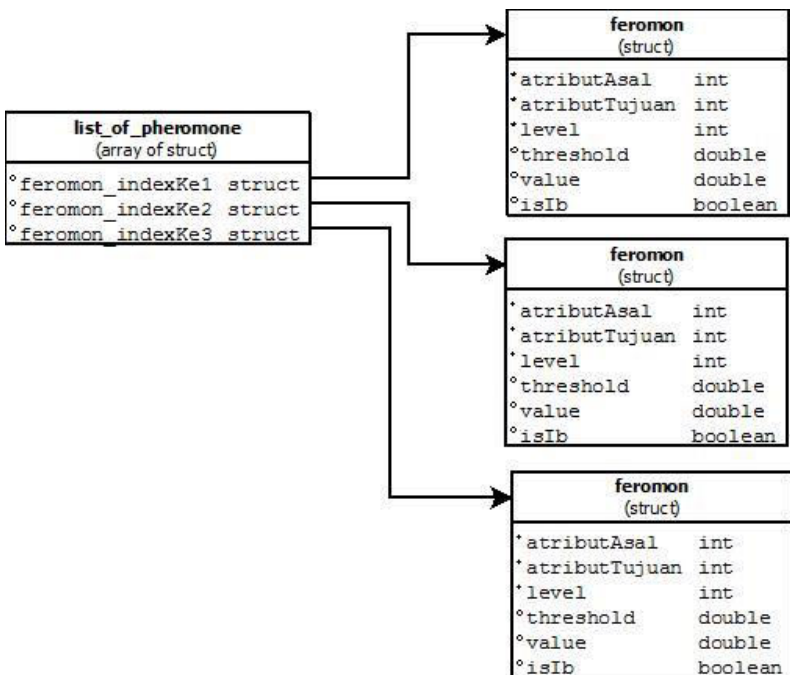 list_of_pheromone
(array of struct)
°feromon_indexKe1 struct
°feromon_indexKe2 struct
°feromon_indexKe3 struct
feromon
(struct)
*atributAsal int
*atributTujuan int
*level int
°threshold double
°value double
°isIb boolean
feromon
(struct)
*atributAsal int
*atributTujuan int
*level int
°threshold double
°value double
°isIb boolean
feromon
(struct)
*atributAsal int
*atributTujuan int
*level int
°threshold double
°value double
°isIb boolean